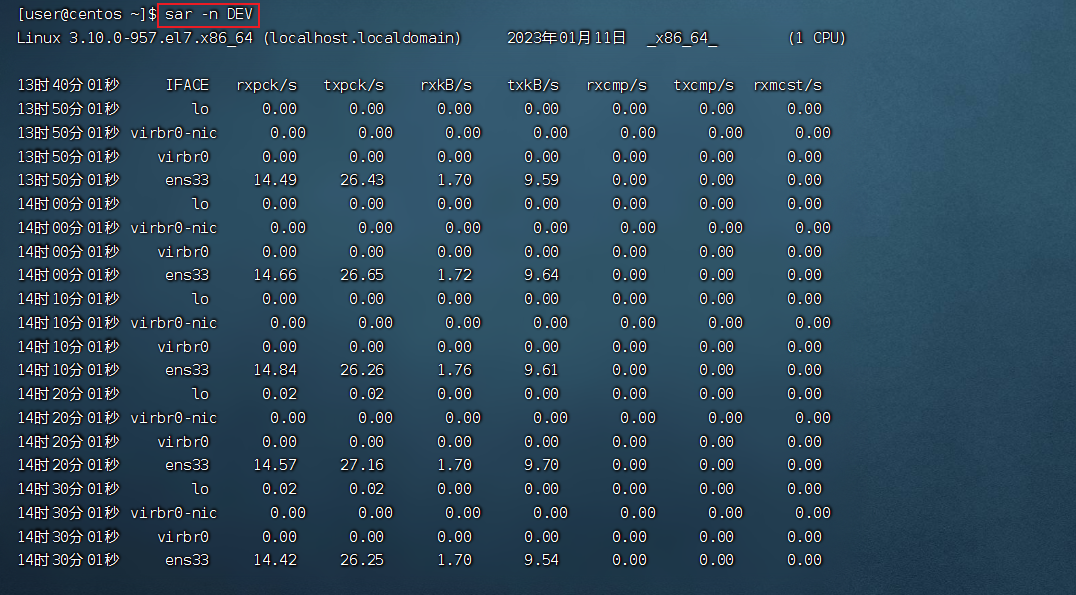 [user@centos ~]$ sar -n DEV
Linux 3.10.0-957.el7.x86_64 (localhost.localdomain) 2023年01月11日 _x86_64_ (1 CPU)
13时40分01秒 IFACE rxpck/s txpck/s rxkB/s txkB/s rxcmp/s txcmp/s rxmcst/s
13时50分01秒 lo 0.00 0.00 0.00 0.00 0.00 0.00 0.00
13时50分01秒 virbr0-nic 0.00 0.00 0.00 0.00 0.00 0.00 0.00
13时50分01秒 virbr0 0.00 0.00 0.00 0.00 0.00 0.00 0.00
13时50分01秒 ens33 14.49 26.43 1.70 9.59 0.00 0.00 0.00
14时00分01秒 lo 0.00 0.00 0.00 0.00 0.00 0.00 0.00
14时00分01秒 virbr0-nic 0.00 0.00 0.00 0.00 0.00 0.00 0.00
14时00分01秒 virbr0 0.00 0.00 0.00 0.00 0.00 0.00 0.00
14时00分01秒 ens33 14.66 26.65 1.72 9.64 0.00 0.00 0.00
14时10分01秒 lo 0.00 0.00 0.00 0.00 0.00 0.00 0.00
14时10分01秒 virbr0-nic 0.00 0.00 0.00 0.00 0.00 0.00 0.00
14时10分01秒 virbr0 0.00 0.00 0.00 0.00 0.00 0.00 0.00
14时10分01秒 ens33 14.84 26.26 1.76 9.61 0.00 0.00 0.00
14时20分01秒 lo 0.02 0.02 0.00 0.00 0.00 0.00 0.00
14时20分01秒 virbr0-nic 0.00 0.00 0.00 0.00 0.00 0.00 0.00
14时20分01秒 virbr0 0.00 0.00 0.00 0.00 0.00 0.00 0.00
14时20分01秒 ens33 14.57 27.16 1.70 9.70 0.00 0.00 0.00
14时30分01秒 lo 0.02 0.02 0.00 0.00 0.00 0.00 0.00
14时30分01秒 virbr0-nic 0.00 0.00 0.00 0.00 0.00 0.00 0.00
14时30分01秒 virbr0 0.00 0.00 0.00 0.00 0.00 0.00 0.00
14时30分01秒 ens33 14.42 26.25 1.70 9.54 0.00 0.00 0.00